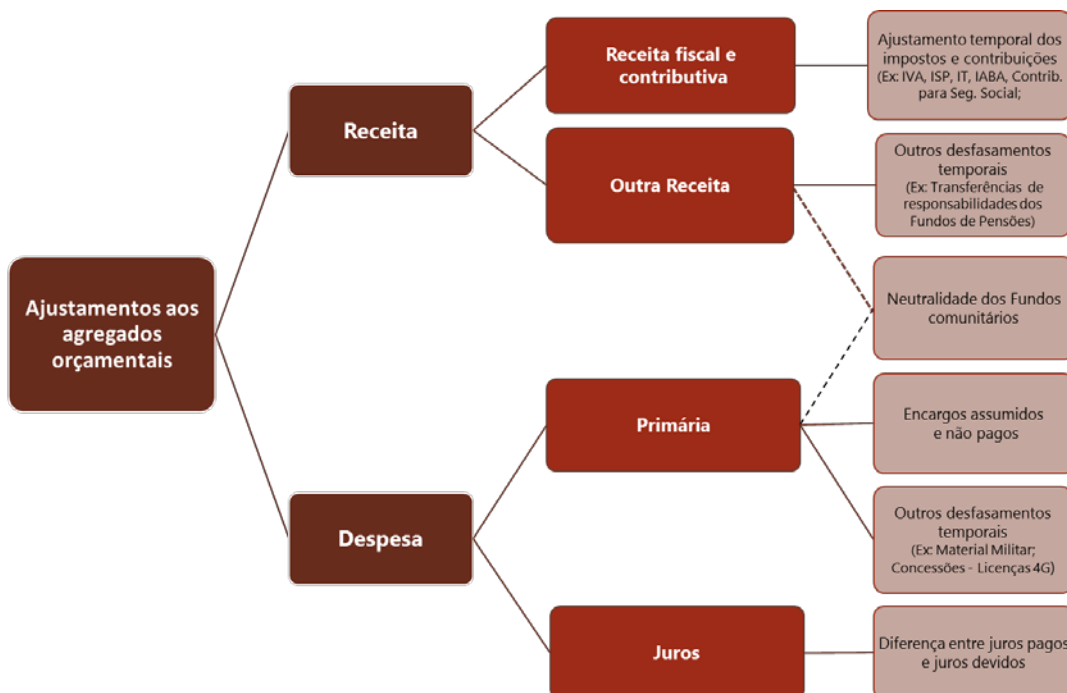 Ajustamentos aos
agregados
orçamentais
Receita
Receita fiscal e
contributiva
Ajustamento temporal dos
impostos e contribuições
(Ex: IVA, ISP, IT, IABA, Contrib.
para Seg. Social;
Outra Receita
Outros desfasamentos
temporais
(Ex: Transferências de
responsabilidades dos
Fundos de Pensões)
Neutralidade dos Fundos
comunitários
Despesa
Primária
Encargos assumidos
e não pagos
Outros desfasamentos
temporais
(Ex: Material Militar;
Concessões - Licenças 4G)
Juros
Diferença entre juros pagos
e juros devidos